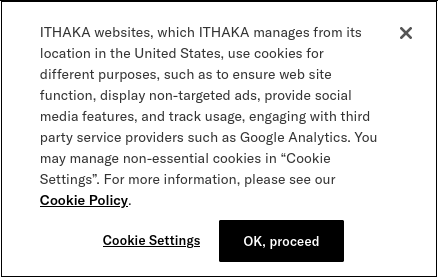 ITHAKA websites, which ITHAKA manages from its
location in the United States, use cookies for
different purposes, such as to ensure web site
function, display non-targeted ads, provide social
media features, and track usage, engaging with third
party service providers such as Google Analytics. You
may manage non-essential cookies in “Cookie
Settings”. For more information, please see our
Cookie Policy.
Cookie Settings
OK, proceed